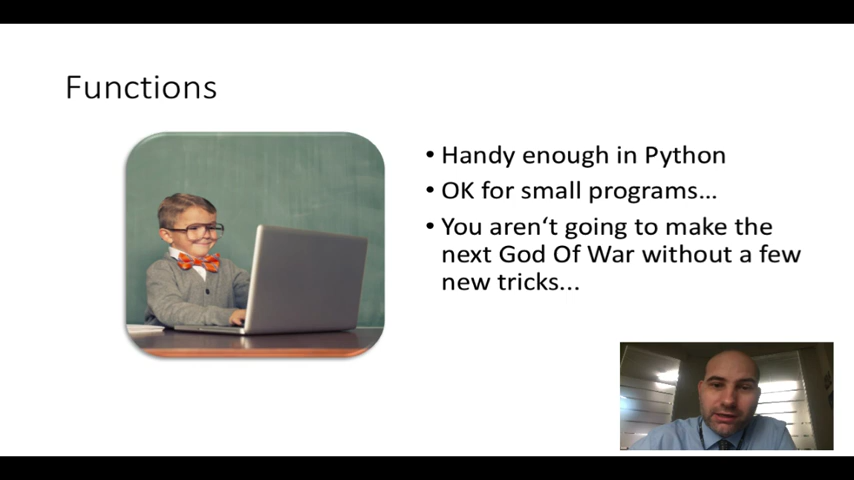 Functions
• Handy enough in Python
• OK for small programs...
• You aren‘t going to make the
next God Of War without a few
new tricks...